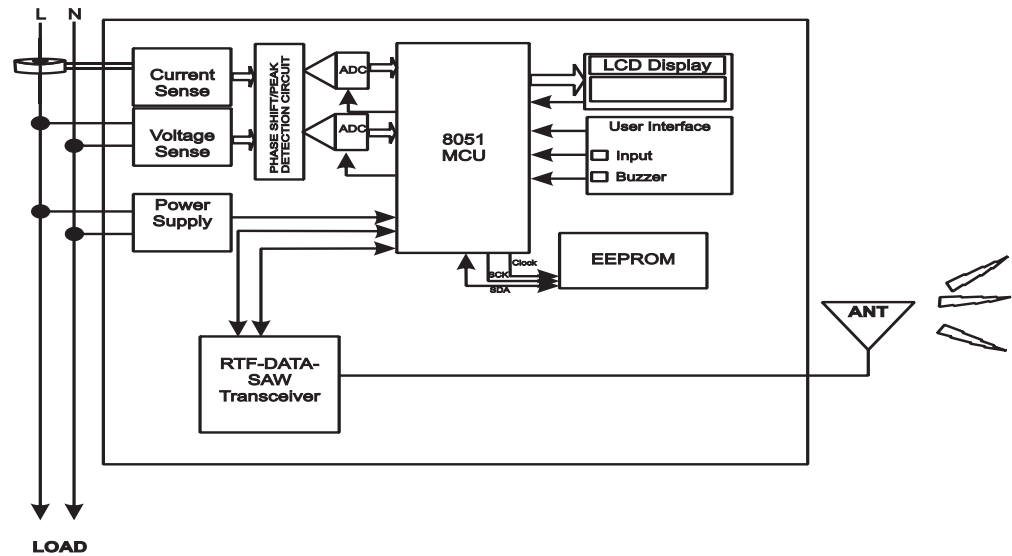 L N
Current
Sense
Voltage
Sense
PHASE SHIFT/PEAK
DETECTION CIRCUIT
ADC
ADC
8051
MCU
LCD Display
User Interface
Input
Buzzer
Power
Supply
Clock
SCK
SDA
EEPROM
ANT
RTF-DATA-
SAW
Transceiver
LOAD